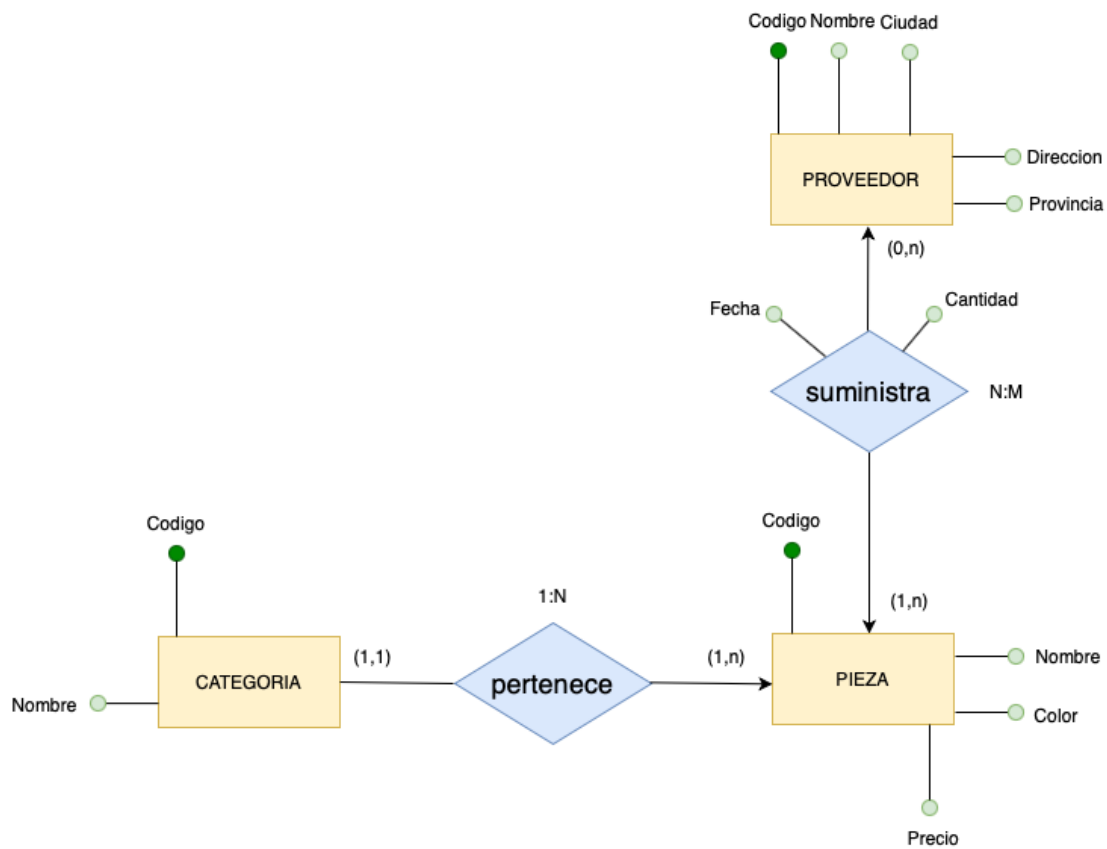 Codigo Nombre Ciudad
PROVEEDOR
Direccion
Provincia
(0,n)
Fecha
Cantidad
suministra
N:M
Codigo
Codigo
1:N
(1,n)
(1,1)
(1,n)
Nombre
CATEGORIA
pertenece
PIEZA
Nombre
Color
Precio